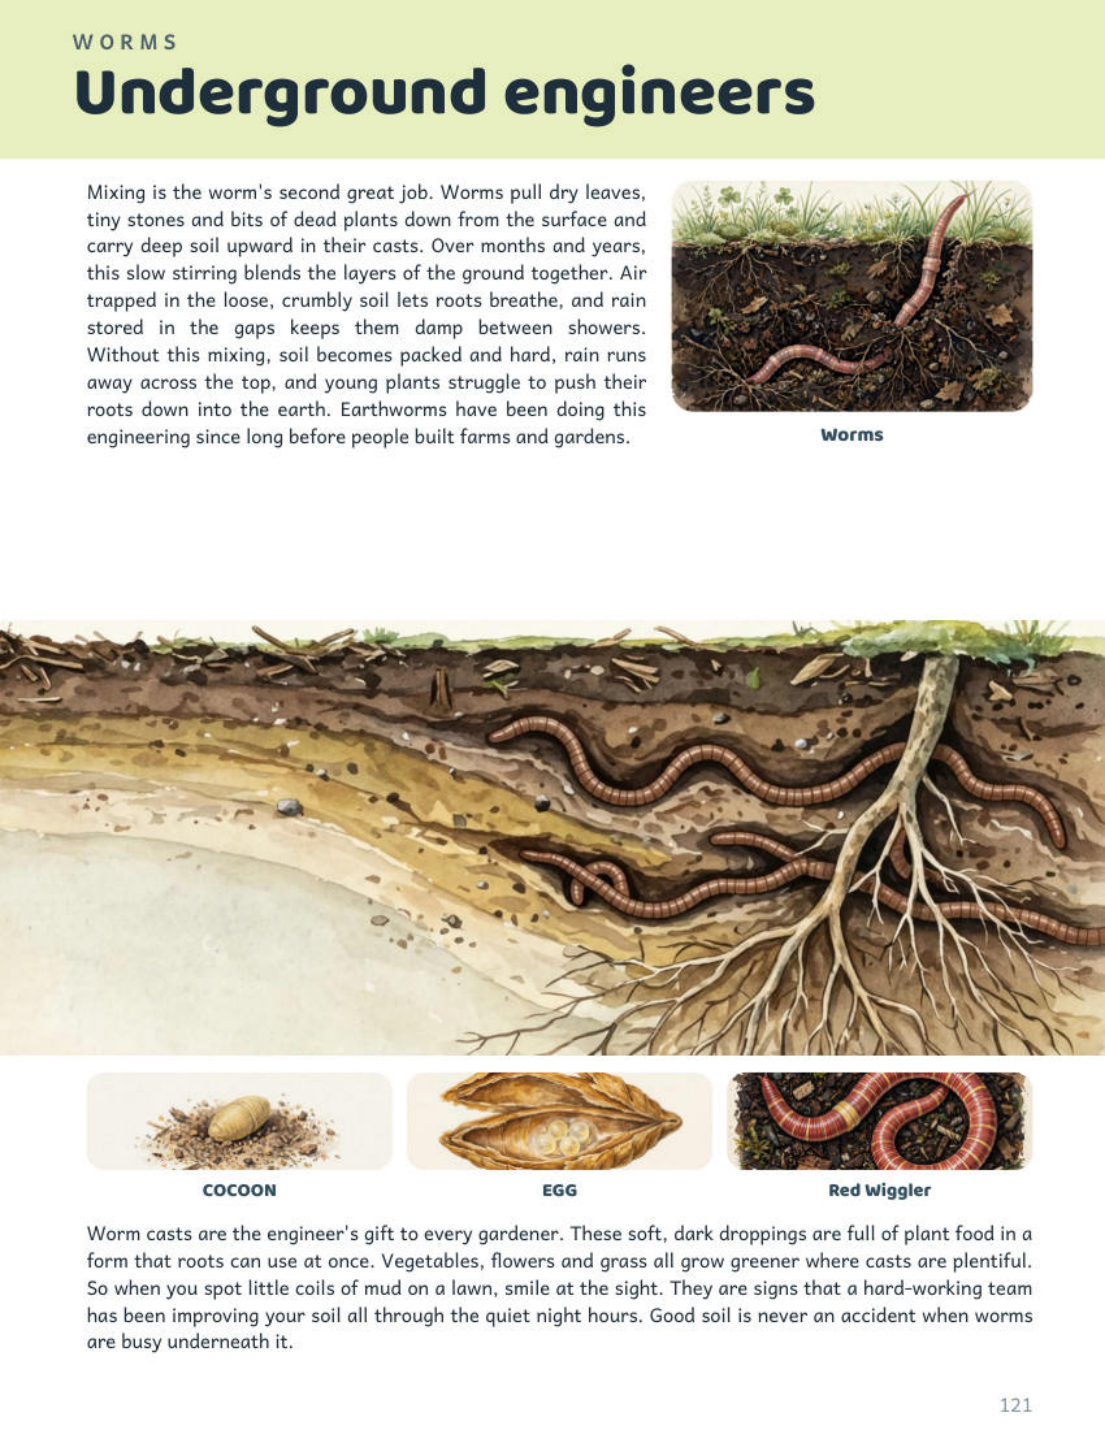 WORMS
Underground engineers
Mixing is the worm's second great job. Worms pull dry leaves,
tiny stones and bits of dead plants down from the surface and
carry deep soil upward in their casts. Over months and years,
this slow stirring blends the layers of the ground together. Air
trapped in the loose, crumbly soil lets roots breathe, and rain
stored in the gaps keeps them damp between showers.
Without this mixing, soil becomes packed and hard, rain runs
away across the top, and young plants struggle to push their
roots down into the earth. Earthworms have been doing this
engineering since long before people built farms and gardens.
Worms
COCOON
EGG
Red Wiggler
Worm casts are the engineer's gift to every gardener. These soft, dark droppings are full of plant food in a
form that roots can use at once. Vegetables, flowers and grass all grow greener where casts are plentiful.
So when you spot little coils of mud on a lawn, smile at the sight. They are signs that a hard-working team
has been improving your soil all through the quiet night hours. Good soil is never an accident when worms
are busy underneath it.
121